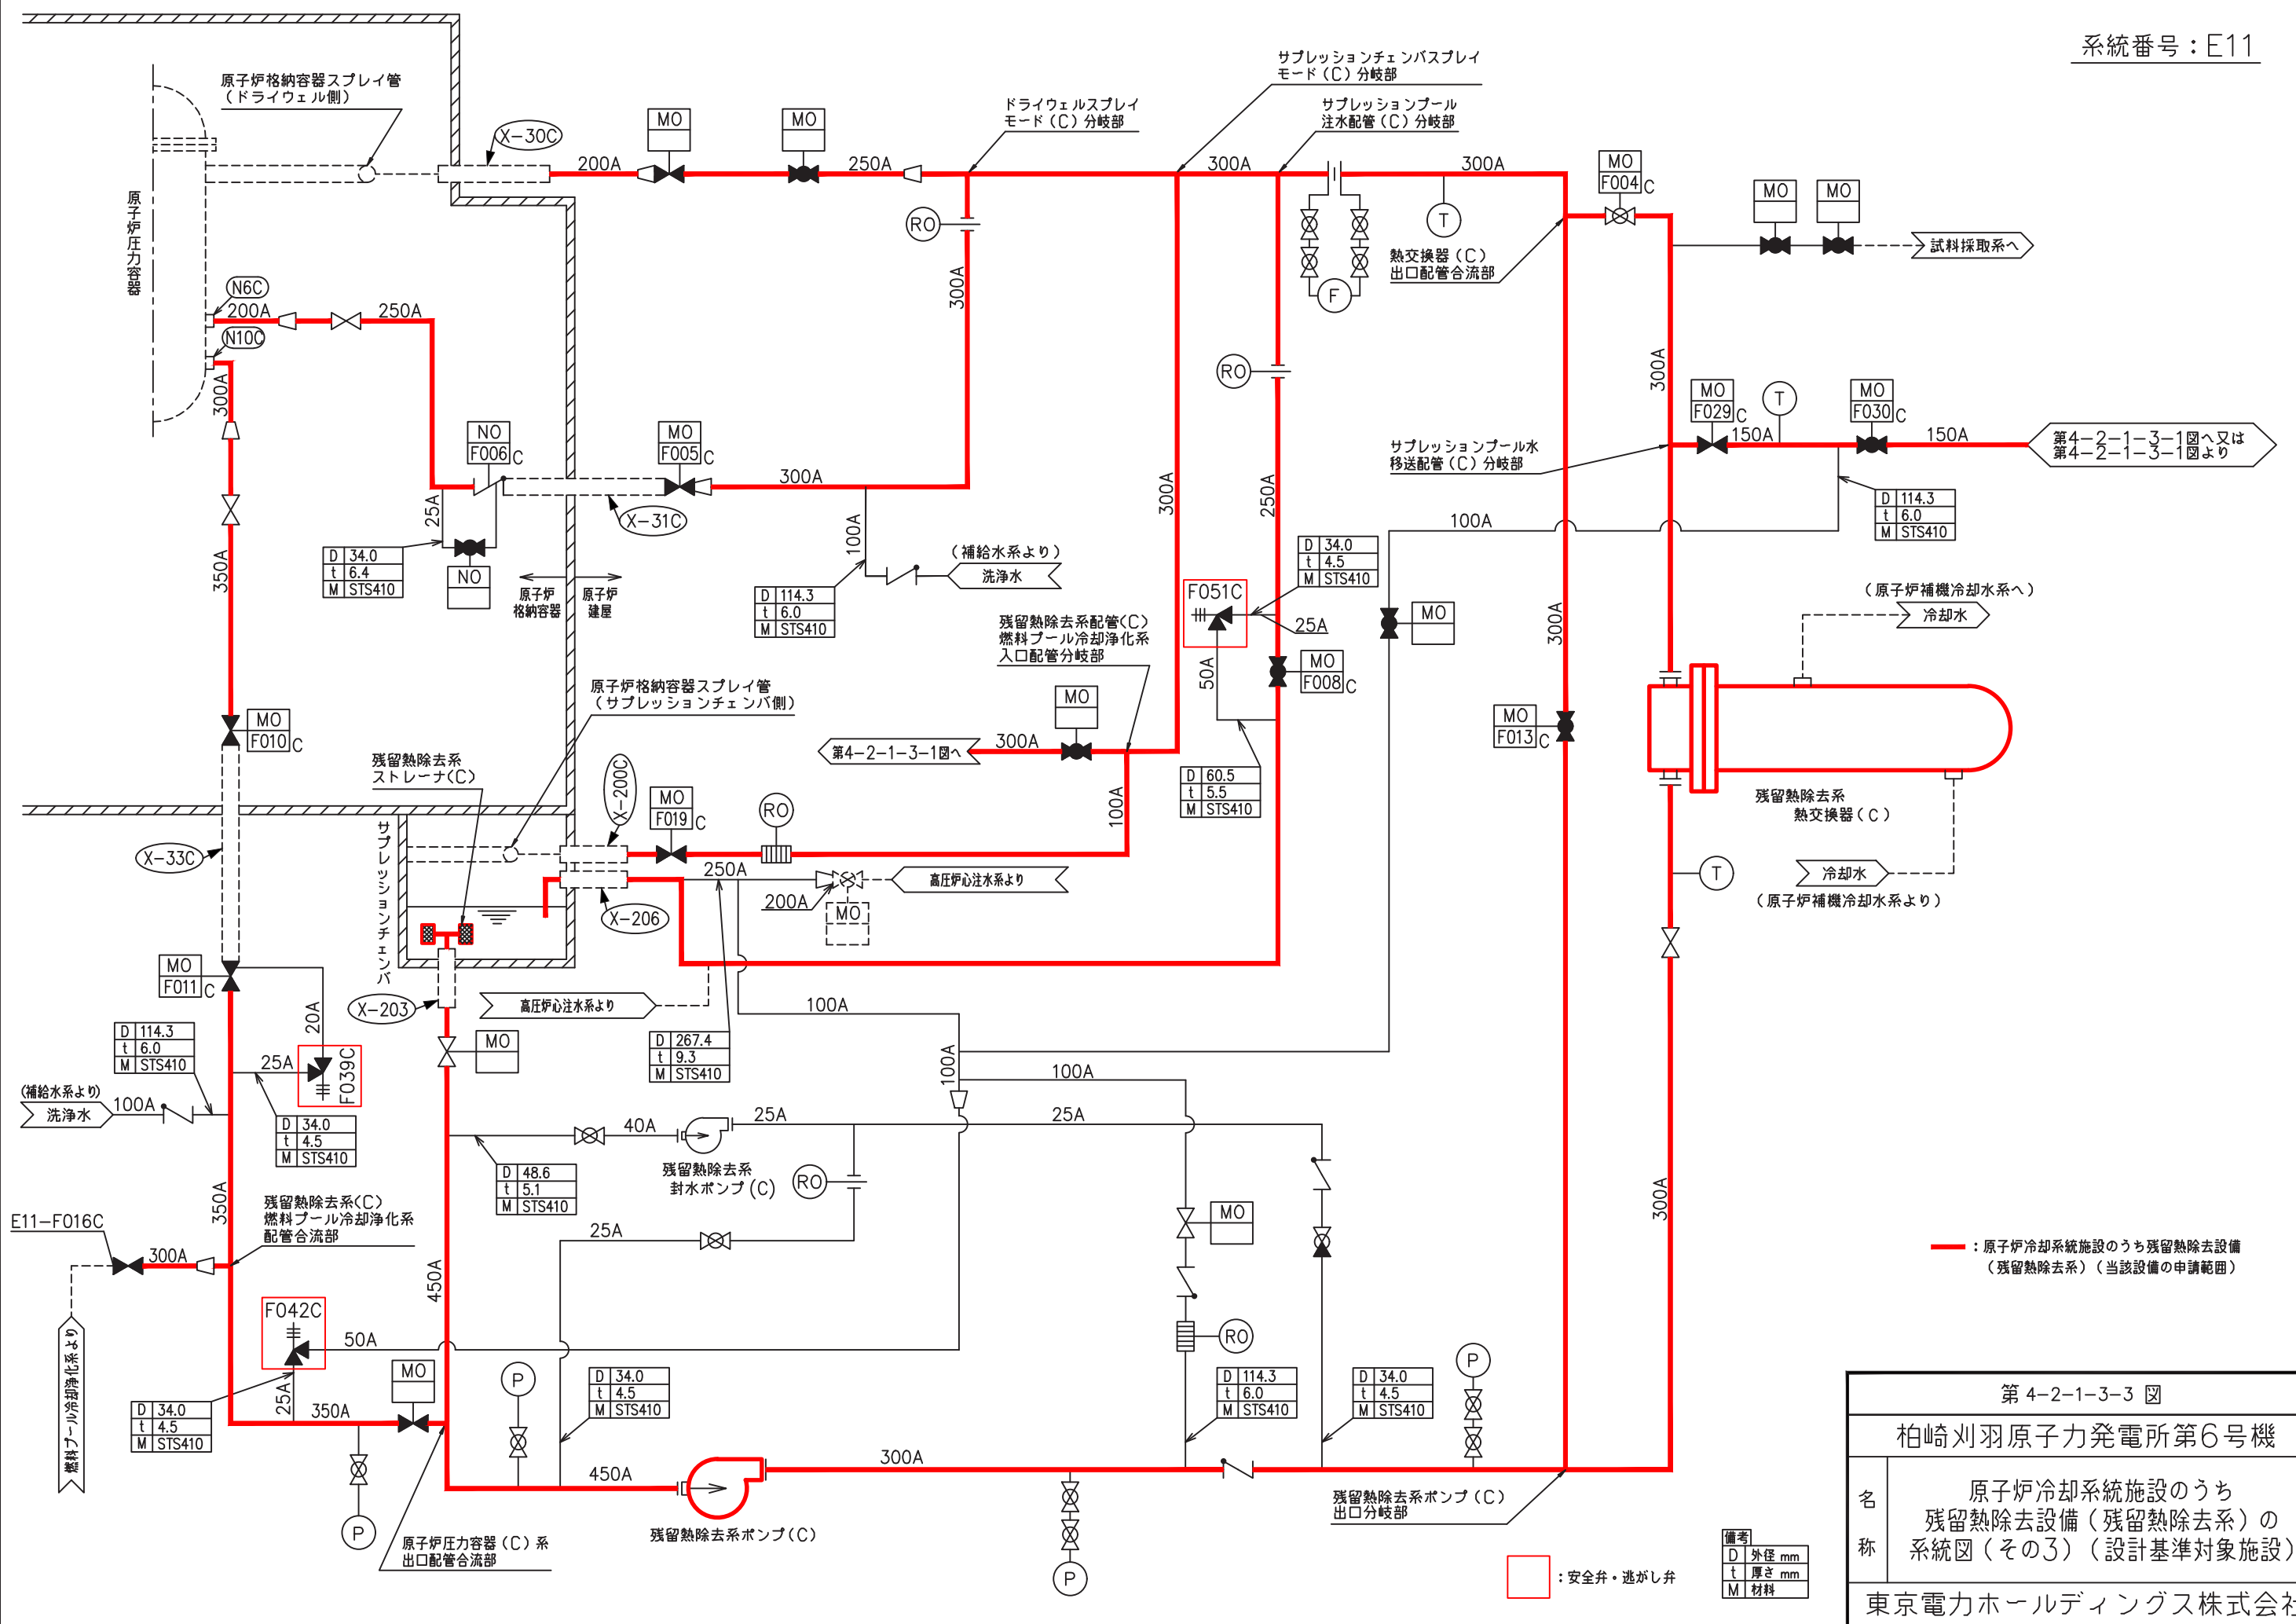 系統番号：E11
原子炉格納容器スプレイ管
（ドライウェル側）
X-30C
200A
MO
MO
250A
ドライウェルスプレイ
モード（C）分岐部
サプレッションチェンバスプレイ
モード（C）分岐部
サプレッションプール
注水配管（C）分岐部
300A
300A
MO
F004 C
MO
MO
試料採取系へ
原子炉圧力容器
RO
T
F
熱交換器（C）
出口配管合流部
300A
N6C
200A
250A
N10C
300A
RO
300A
MO
F029 C
T
MO
F030 C
150A
150A
第4-2-1-3-1図へ又は
第4-2-1-3-1図より
サプレッションプール水
移送配管（C）分岐部
NO
F006 C
MO
F005 C
300A
X-31C
25A
300A
250A
100A
D 114.3
t 6.0
M STS410
350A
D 34.0
t 6.4
M STS410
NO
原子炉
格納容器
原子炉
建屋
100A
（補給水系より）
洗浄水
D 114.3
t 6.0
M STS410
D 34.0
t 4.5
M STS410
F051C
25A
50A
MO
300A
（原子炉補機冷却水系へ）
冷却水
残留熱除去系配管(C)
燃料プール冷却浄化系
入口配管分岐部
MO
F008 C
原子炉格納容器スプレイ管
（サプレッションチェンバ側）
MO
MO
F010 C
MO
F013 C
第4-2-1-3-1図へ
300A
残留熱除去系
ストレーナ(C)
X-200C
MO
F019 C
RO
100A
D 60.5
t 5.5
M STS410
残留熱除去系
熱交換器（C）
サプレッションチェンバ
X-33C
250A
200A
MO
高圧炉心注水系より
T
冷却水
（原子炉補機冷却水系より）
X-206
MO
F011 C
X-203
高圧炉心注水系より
100A
20A
D 114.3
t 6.0
M STS410
MO
D 267.4
t 9.3
M STS410
25A
F039C
100A
100A
（補給水系より）
洗浄水
100A
D 34.0
t 4.5
M STS410
40A
25A
25A
残留熱除去系
封水ポンプ(C)
D 48.6
t 5.1
M STS410
RO
350A
300A
E11-F016C
300A
残留熱除去系(C)
燃料プール冷却浄化系
配管合流部
25A
MO
450A
：原子炉冷却系統施設のうち残留熱除去設備
（残留熱除去系）（当該設備の申請範囲）
燃料プール冷却浄化系より
F042C
50A
RO
MO
25A
350A
D 34.0
t 4.5
M STS410
P
D 34.0
t 4.5
M STS410
D 114.3
t 6.0
M STS410
D 34.0
t 4.5
M STS410
P
P
450A
300A
原子炉圧力容器（C）系
出口配管合流部
残留熱除去系ポンプ(C)
P
残留熱除去系ポンプ（C）
出口分岐部
：安全弁・逃がし弁
備考
D 外径 mm
t 厚さ mm
M 材料
第 4-2-1-3-3 図
柏崎刈羽原子力発電所第6号機
名称
原子炉冷却系統施設のうち
残留熱除去設備（残留熱除去系）の
系統図（その3）（設計基準対象施設）
東京電力ホールディングス株式会社